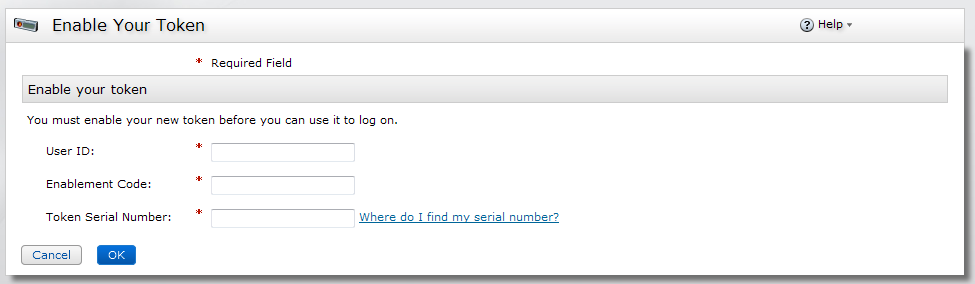 Enable Your Token
Help
* Required Field
Enable your token
You must enable your new token before you can use it to log on.
User ID: *
Enablement Code: *
Token Serial Number: * Where do I find my serial number?
Cancel OK